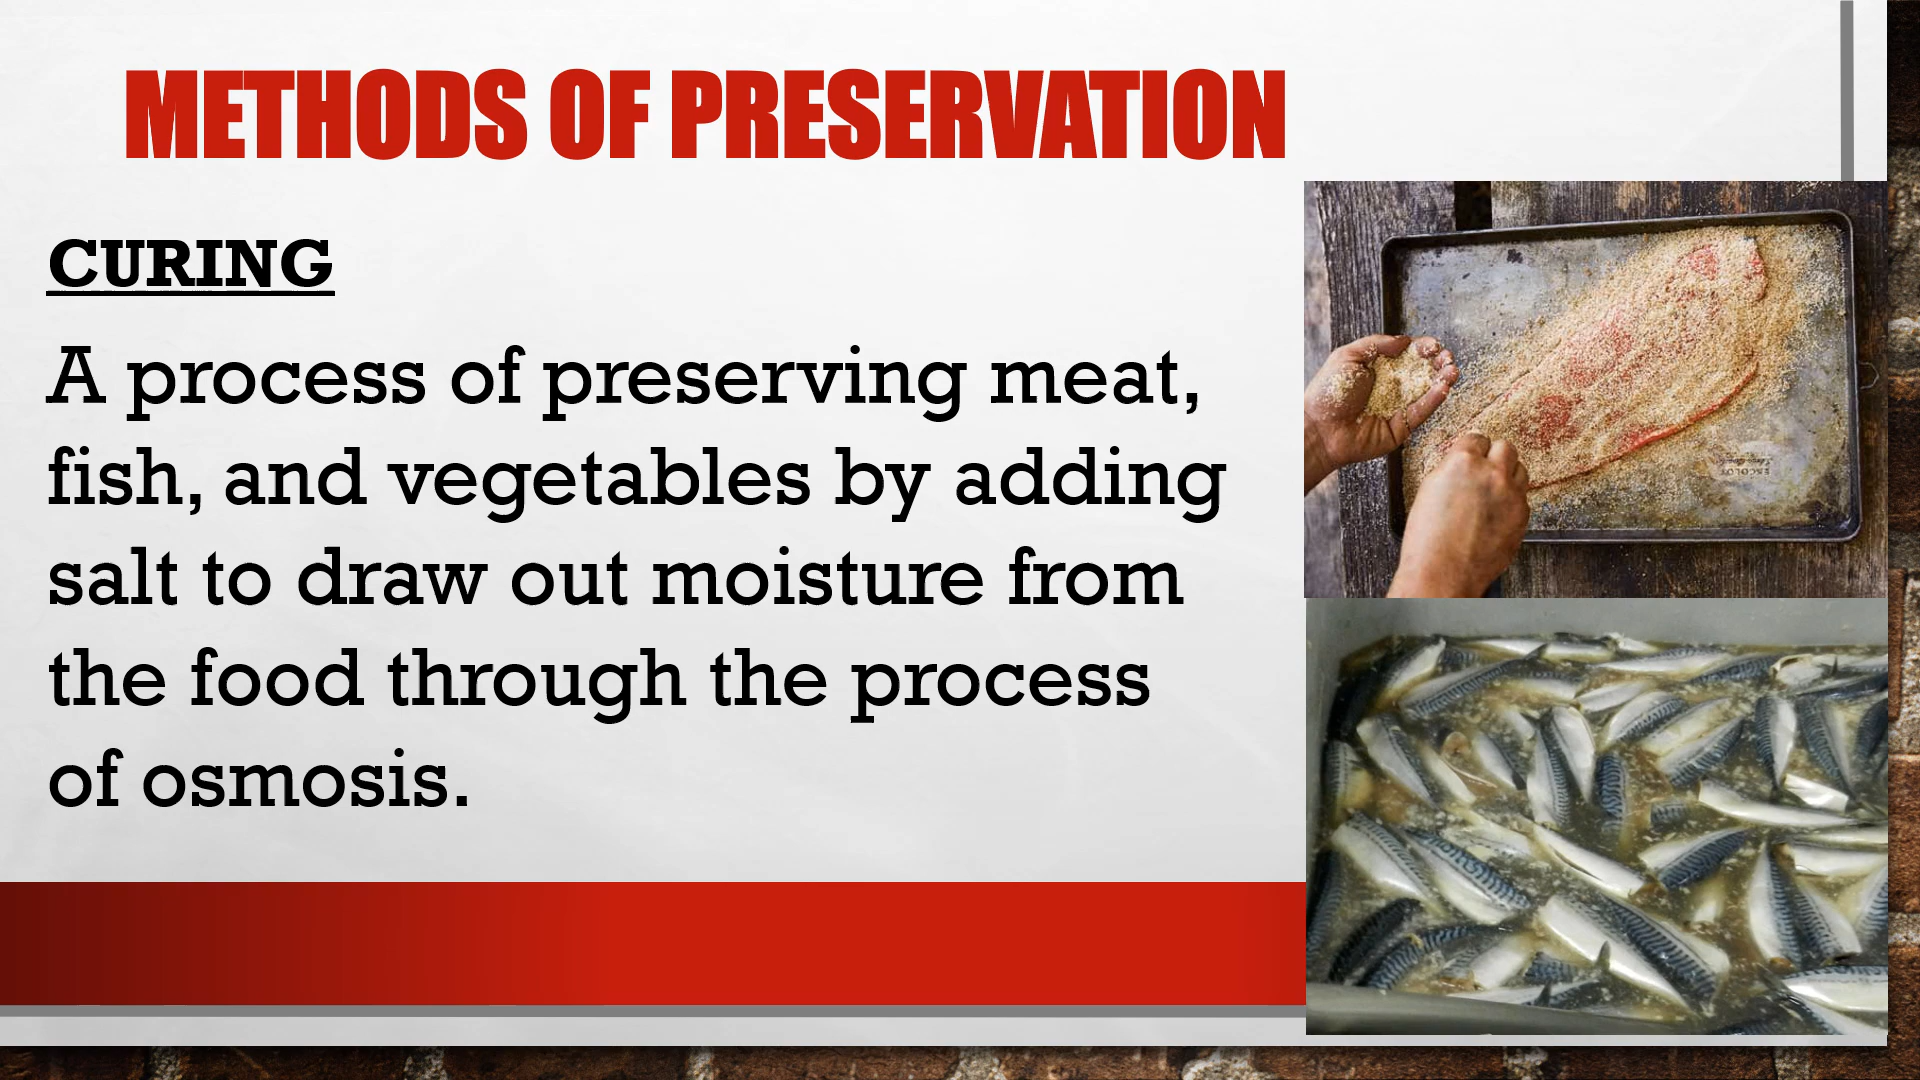 METHODS OF PRESERVATION
CURING
A process of preserving meat,
fish, and vegetables by adding
salt to draw out moisture from
the food through the process
of osmosis.